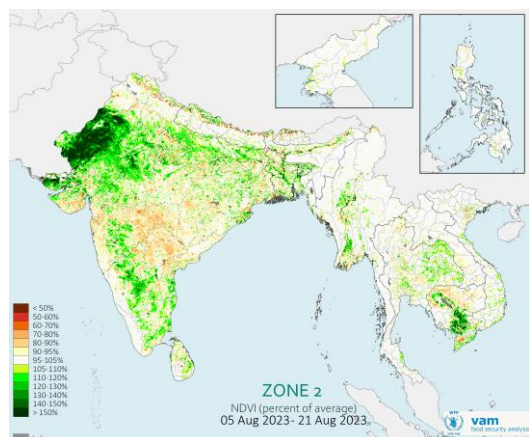 < 50%
50-60%
60-70%
70-80%
80-90%
90-95%
95-105%
105-110%
110-120%
120-130%
130-140%
140-150%
> 150%
ZONE 2
NDVI (percent of average)
05 Aug 2023- 21 Aug 2023
WFP
vam
food security analysis